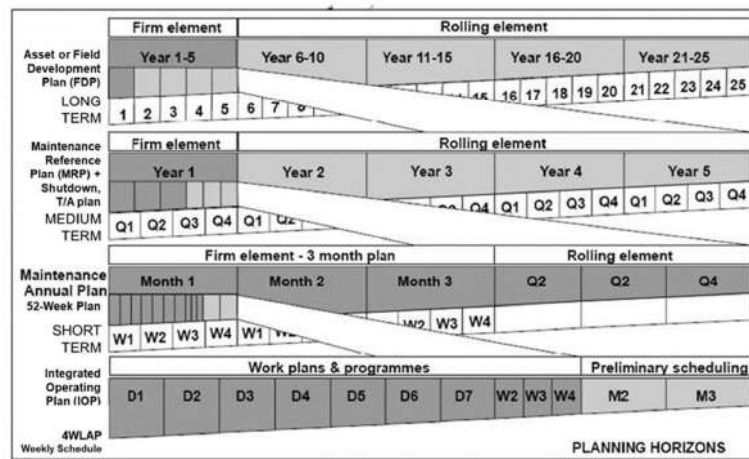 Firm element Rolling element
Asset or Field Development Plan (FDP)
Year 1-5 Year 6-10 Year 11-15 Year 16-20 Year 21-25
LONG TERM
1 2 3 4 5 6 7 15 16 17 18 19 20 21 22 23 24 25
Firm element Rolling element
Maintenance Reference Plan (MRP) + Shutdown, T/A plan
Year 1 Year 2 Year 3 Year 4 Year 5
MEDIUM TERM
Q1 Q2 Q3 Q4 Q1 Q2 Q4 Q1 Q2 Q3 Q4 Q1 Q2 Q3 Q4
Firm element - 3 month plan Rolling element
Maintenance Annual Plan
52-Week Plan
Month 1 Month 2 Month 3 Q2 Q2 Q4
SHORT TERM
W1 W2 W3 W4 W1 W2 W3 W4
Work plans & programmes Preliminary scheduling
Integrated Operating Plan (IOP)
D1 D2 D3 D4 D5 D6 D7 W2 W3 W4 M2 M3
4WLAP
Weekly Schedule
PLANNING HORIZONS